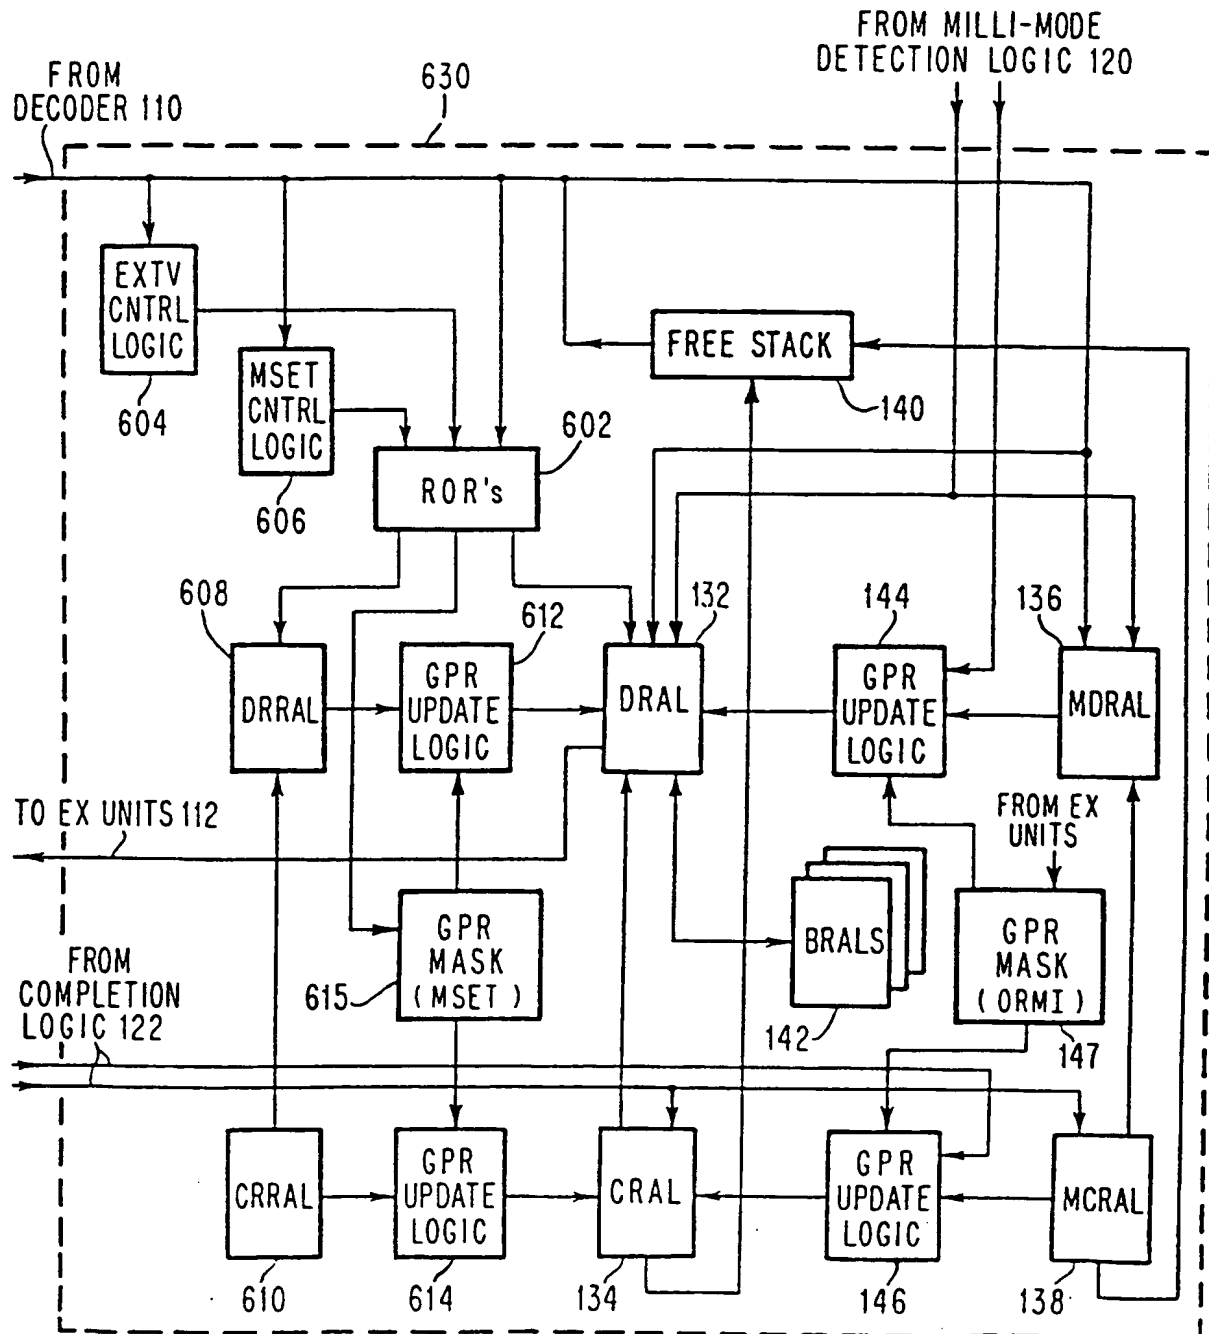 FROM MILLI-MODE
DETECTION LOGIC 120
FROM
DECODER 110
630
EXTV
CNTRL
LOGIC
604
MSET
CNTRL
LOGIC
606
FREE STACK
140
602
ROR's
608
DRRAL
612
GPR
UPDATE
LOGIC
132
DRAL
144
GPR
UPDATE
LOGIC
136
MDRAL
TO EX UNITS 112
FROM EX
UNITS
GPR
MASK
(MSET)
615
BRALS
142
GPR
MASK
(ORMI)
147
FROM
COMPLETION
LOGIC 122
CRRAL
610
GPR
UPDATE
LOGIC
614
CRAL
134
GPR
UPDATE
LOGIC
146
MCRAL
138